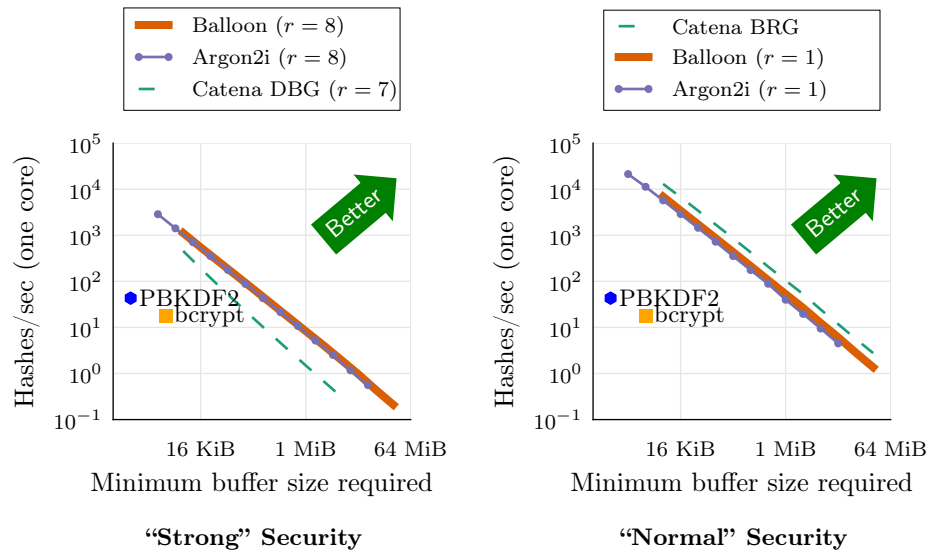 Balloon (r = 8)
Argon2i (r = 8)
Catena DBG (r = 7)
Hashes/sec (one core)
10^5
10^4
10^3
10^2
10^1
10^0
10^−1
Better
PBKDF2
bcrypt
16 KiB 1 MiB 64 MiB
Minimum buffer size required
“Strong” Security
Catena BRG
Balloon (r = 1)
Argon2i (r = 1)
Hashes/sec (one core)
10^5
10^4
10^3
10^2
10^1
10^0
10^−1
Better
PBKDF2
bcrypt
16 KiB 1 MiB 64 MiB
Minimum buffer size required
“Normal” Security